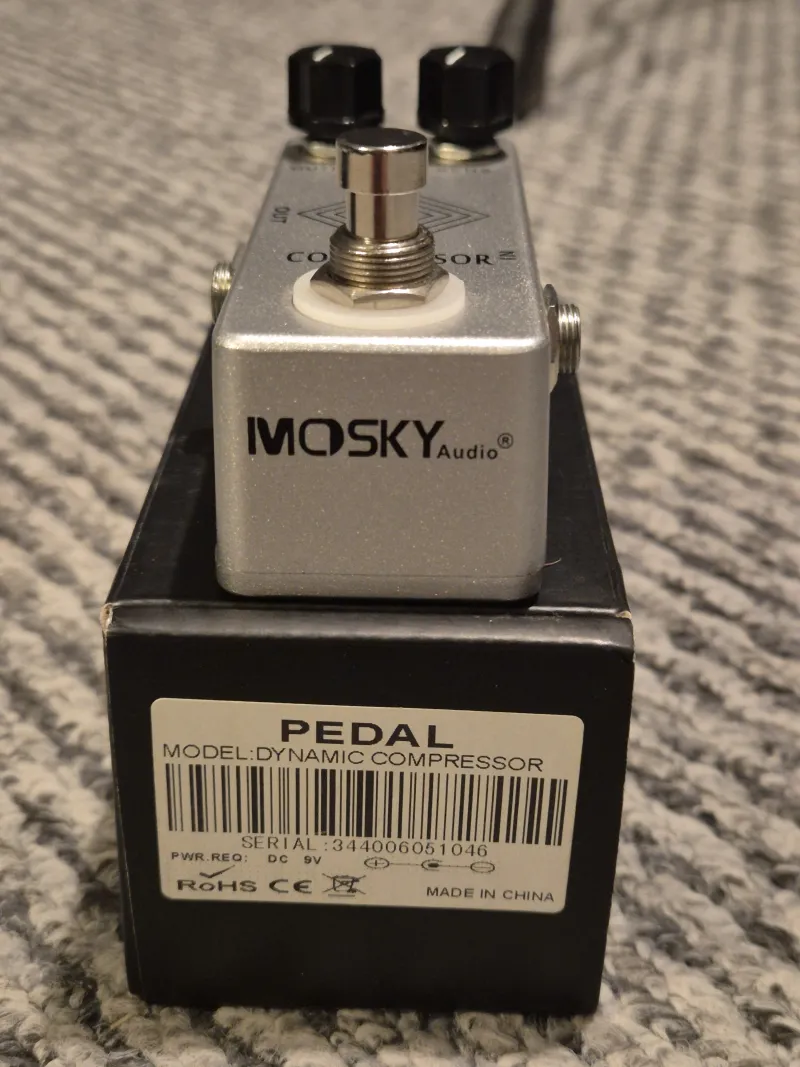 OUT
IN
MOSKY Audio®
PEDAL
MODEL:DYNAMIC COMPRESSOR
SERIAL :344006051046
PWR.REQ: DC 9V
RoHS CE
MADE IN CHINA